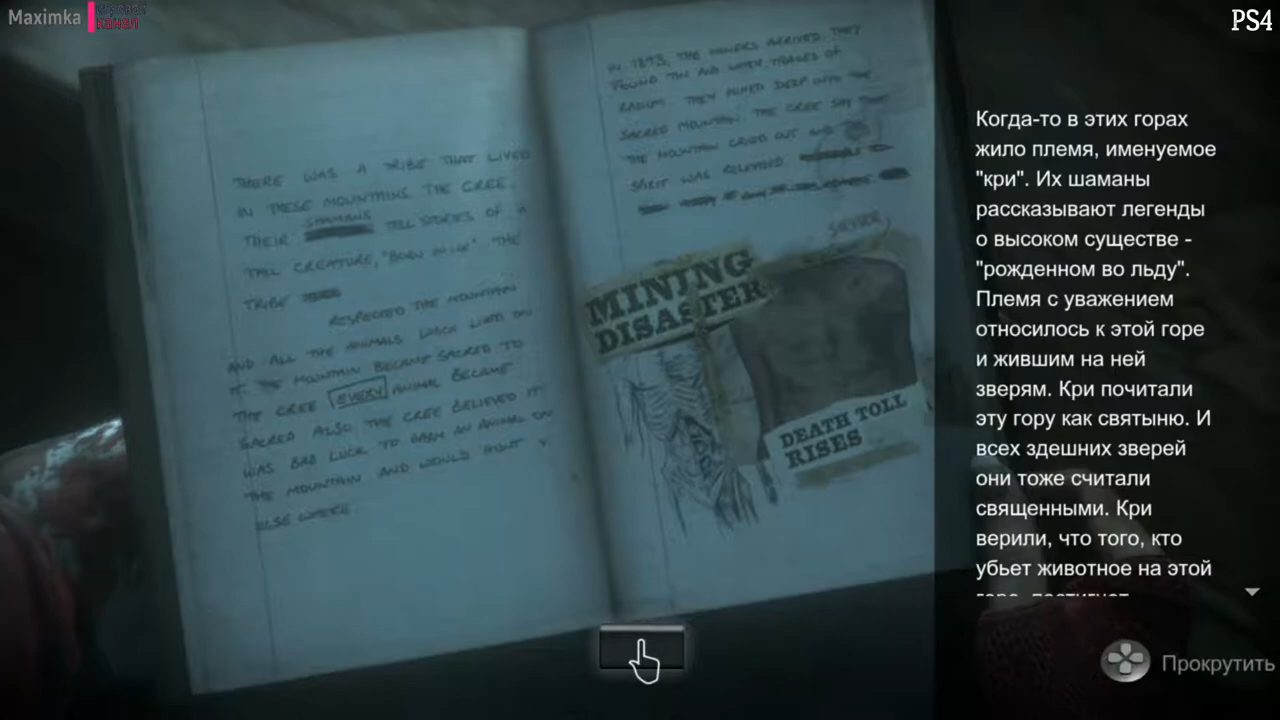 Maximka
канал
PS4
THERE WAS A TRIBE THAT LIVED
IN THESE MOUNTAINS. THE CREE.
SHAMANS
THEIR TELL STORIES OF A
TALL CREATURE, "BORN IN ICE". THE
TRIBE
RESPECTED THE MOUNTAIN
AND ALL THE ANIMALS WHICH LIVED ON
IT. THE MOUNTAIN BECAME SACRED TO
THE CREE EVERY ANIMAL BECAME
SACRED ALSO. THE CREE BELIEVED IT
WAS BAD LUCK TO HARM AN ANIMAL ON
THE MOUNTAIN AND WOULD HUNT
ELSE WHERE.
IN 1893, THE MINERS ARRIVED. THEY
FOUND TIN AND LATER TRACES OF
RADIUM. THEY MINED DEEP INTO THE
SACRED MOUNTAIN. THE CREE SAY THAT
THE MOUNTAIN CRIED OUT AND THE
WAS RELEASED
MINING
DISASTER
DEATH TOLL
RISES
Когда-то в этих горах
жило племя, именуемое
"кри". Их шаманы
рассказывают легенды
о высоком существе -
"рожденном во льду".
Племя с уважением
относилось к этой горе
и жившим на ней
зверям. Кри почитали
эту гору как святыню. И
всех здешних зверей
они тоже считали
священными. Кри
верили, что того, кто
убьет животное на этой
Прокрутить